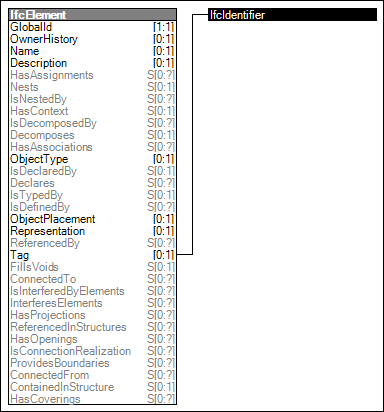 IfcElement
IfcIdentifier
GlobalId [1:1]
OwnerHistory [0:1]
Name [0:1]
Description [0:1]
HasAssignments S[0:?]
Nests S[0:1]
IsNestedBy S[0:?]
HasContext S[0:1]
IsDecomposedBy S[0:?]
Decomposes S[0:1]
HasAssociations S[0:?]
ObjectType [0:1]
IsDeclaredBy S[0:1]
Declares S[0:?]
IsTypedBy S[0:1]
IsDefinedBy S[0:?]
ObjectPlacement [0:1]
Representation [0:1]
ReferencedBy S[0:?]
Tag [0:1]
FillsVoids S[0:1]
ConnectedTo S[0:?]
IsInterferedByElements S[0:?]
InterferesElements S[0:?]
HasProjections S[0:?]
ReferencedInStructures S[0:?]
HasOpenings S[0:?]
IsConnectionRealization S[0:?]
ProvidesBoundaries S[0:?]
ConnectedFrom S[0:?]
ContainedInStructure S[0:1]
HasCoverings S[0:?]